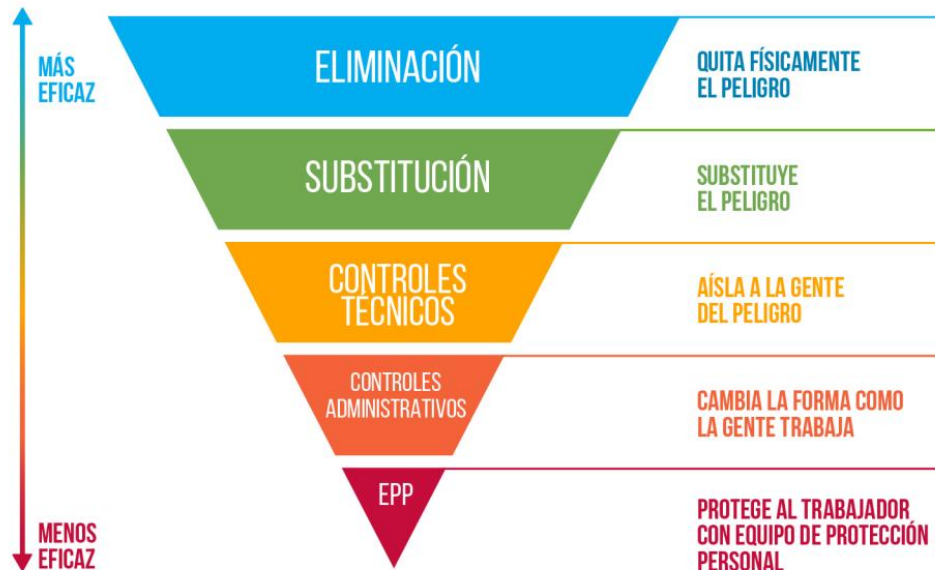 MÁS
EFICAZ
ELIMINACIÓN
QUITA FÍSICAMENTE
EL PELIGRO
SUBSTITUCIÓN
SUBSTITUYE
EL PELIGRO
CONTROLES
TÉCNICOS
AÍSLA A LA GENTE
DEL PELIGRO
CONTROLES
ADMINISTRATIVOS
CAMBIA LA FORMA COMO
LA GENTE TRABAJA
EPP
PROTEGE AL TRABAJADOR
CON EQUIPO DE PROTECCIÓN
PERSONAL
MENOS
EFICAZ